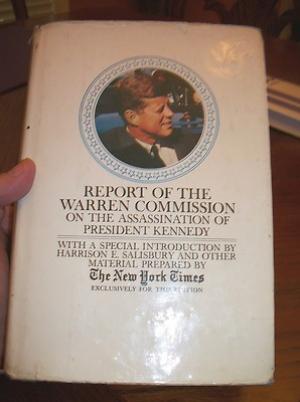 REPORT OF THE
WARREN COMMISSION
ON THE ASSASSINATION OF
PRESIDENT KENNEDY
WITH A SPECIAL INTRODUCTION BY
HARRISON E. SALISBURY AND OTHER
MATERIAL PREPARED BY
The New York Times
EXCLUSIVELY FOR THIS EDITION